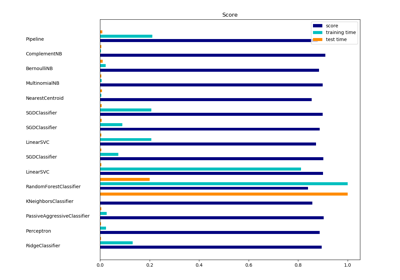 Score
score
training time
test time
Pipeline
ComplementNB
BernoulliNB
MultinomialNB
NearestCentroid
SGDClassifier
SGDClassifier
LinearSVC
SGDClassifier
LinearSVC
RandomForestClassifier
KNeighborsClassifier
PassiveAggressiveClassifier
Perceptron
RidgeClassifier
0.0 0.2 0.4 0.6 0.8 1.0